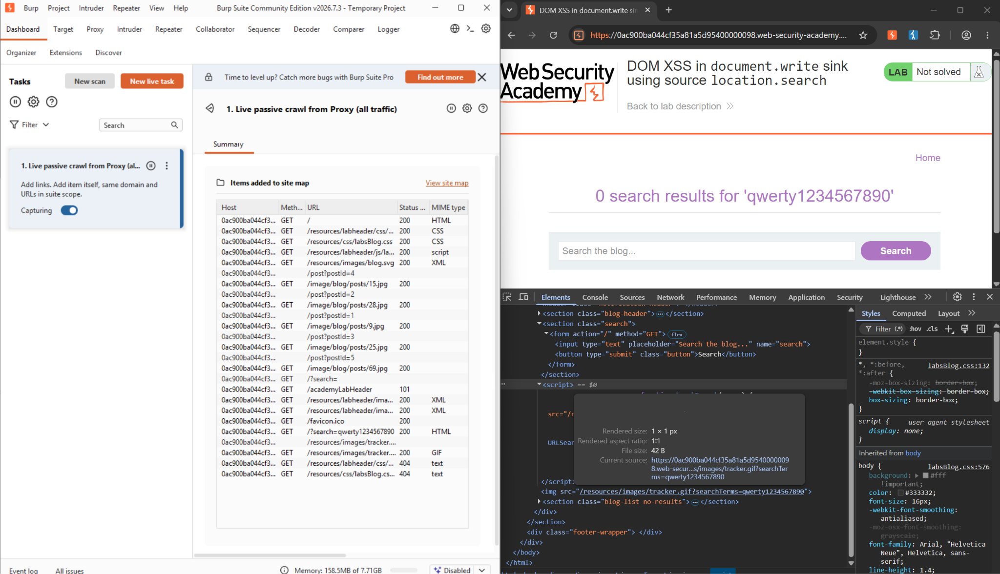 Burp Project Intruder Repeater View Help Burp Suite Community Edition v2026.7.3 - Temporary Project
Dashboard Target Proxy Intruder Repeater Collaborator Sequencer Decoder Comparer Logger
Organizer Extensions Discover
Tasks New scan New live task
Filter Search
1. Live passive crawl from Proxy (al...
Add links. Add item itself, same domain and
URLs in suite scope.
Capturing
Time to level up? Catch more bugs with Burp Suite Pro Find out more
1. Live passive crawl from Proxy (all traffic)
Summary
Items added to site map View site map
Host Meth... URL Status ... MIME type
0ac900ba044cf3... GET / 200 HTML
0ac900ba044cf3... GET /resources/labheader/css/... 200 CSS
0ac900ba044cf3... GET /resources/css/labsBlog.css 200 CSS
0ac900ba044cf3... GET /resources/labheader/js/la... 200 script
0ac900ba044cf3... GET /resources/images/blog.svg 200 XML
0ac900ba044cf3... /post?postId=4
0ac900ba044cf3... GET /image/blog/posts/15.jpg 200
0ac900ba044cf3... /post?postId=2
0ac900ba044cf3... GET /image/blog/posts/28.jpg 200
0ac900ba044cf3... /post?postId=1
0ac900ba044cf3... GET /image/blog/posts/9.jpg 200
0ac900ba044cf3... /post?postId=3
0ac900ba044cf3... GET /image/blog/posts/25.jpg 200
0ac900ba044cf3... /post?postId=5
0ac900ba044cf3... GET /image/blog/posts/69.jpg 200
0ac900ba044cf3... GET /?search=
0ac900ba044cf3... GET /academyLabHeader 101
0ac900ba044cf3... GET /resources/labheader/ima... 200 XML
0ac900ba044cf3... GET /resources/labheader/ima... 200 XML
0ac900ba044cf3... GET /favicon.ico 200
0ac900ba044cf3... GET /?search=qwerty1234567890 200 HTML
0ac900ba044cf3... /resources/images/tracker....
0ac900ba044cf3... GET /resources/images/tracker.... 200 GIF
0ac900ba044cf3... GET /resources/labheader/css/... 404 text
0ac900ba044cf3... GET /resources/css/labsBlog.cs... 404 text
Event log All issues Memory: 158.5MB of 7.71GB Disabled
DOM XSS in document.write sin
https://0ac900ba044cf35a81a5d95400000098.web-security-academy....
Web Security
Academy
DOM XSS in document.write sink
using source location.search
Back to lab description
LAB Not solved
Home
0 search results for 'qwerty1234567890'
Search the blog... Search
Elements Console Sources Network Performance Memory Application Security Lighthouse
<section class="blog-header"> </section>
<section class="search">
<form action="/" method="GET"> flex
<input type="text" placeholder="Search the blog..." name="search">
<button type="submit" class="button">Search</button>
</form>
</section>
<script> == $0
src="/r
URLSear
Rendered size: 1 × 1 px
Rendered aspect ratio: 1:1
File size: 42 B
Current source: https://0ac900ba044cf35a81a5d9540000009
8.web-secur...s/images/tracker.gif?searchTer
ms=qwerty1234567890
</script
<img src="/resources/images/tracker.gif?searchTerms=qwerty1234567890">
<section class="blog-list no-results"> </section>
</div>
</section>
<div class="footer-wrapper"> </div>
</div>
</body>
</html>
Styles Computed Layout
Filter (.*) :hov .cls
element.style {
}
*, *:before, labsBlog.css:132
*:after {
-moz-box-sizing: border-box;
-webkit-box-sizing: border-box;
box-sizing: border-box;
}
script { user agent stylesheet
display: none;
}
Inherited from body
body { labsBlog.css:576
background: #fff
!important;
color: #333332;
font-size: 16px;
-webkit-font-smoothing:
antialiased;
-moz-osx-font-smoothing:
grayscale;
font-family: Arial, "Helvetica
Neue", Helvetica, sans-
serif;
line-height: 1.4;